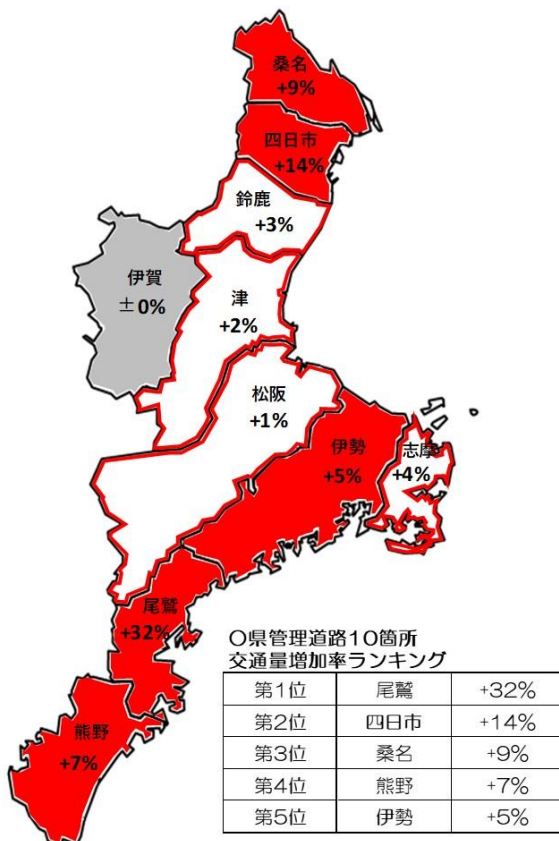 桑名
+9%
四日市
+14%
鈴鹿
+3%
伊賀
±0%
津
+2%
松阪
+1%
伊勢
+5%
志摩
+4%
尾鷲
+32%
熊野
+7%
〇県管理道路10箇所
交通量増加率ランキング
第1位 尾鷲 +32%
第2位 四日市 +14%
第3位 桑名 +9%
第4位 熊野 +7%
第5位 伊勢 +5%